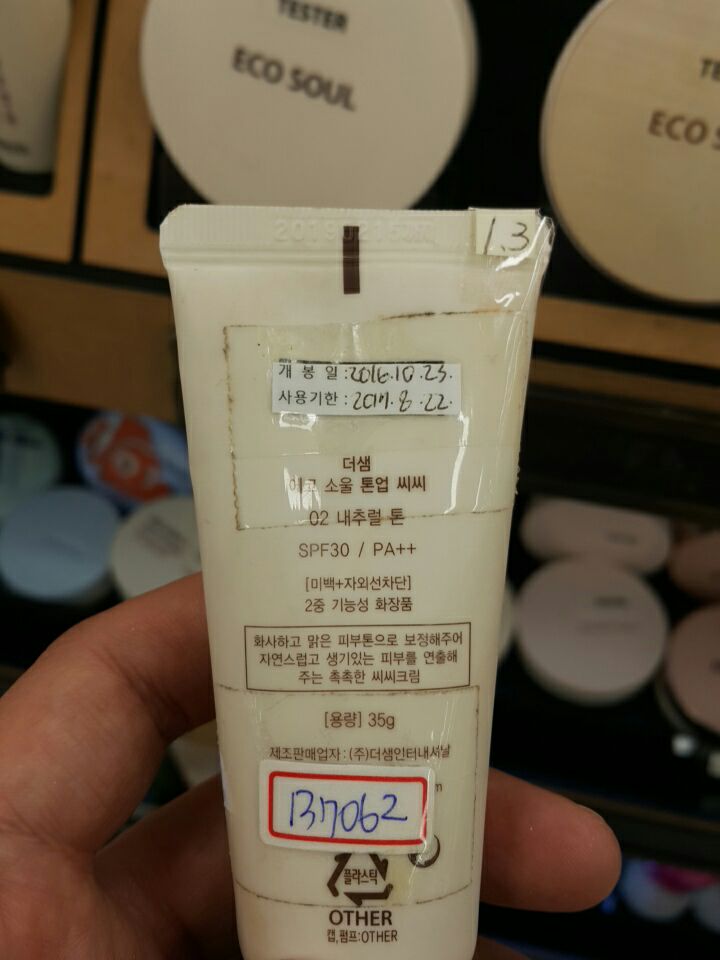 TESTER
ECO SOUL
ECO
1.3
개 봉 일 : 2016.10.23.
사용기한 : 2017.8.22.
더샘
에코 소울 톤업 씨씨
02 내추럴 톤
SPF30 / PA++
[미백+자외선차단]
2중 기능성 화장품
화사하고 맑은 피부톤으로 보정해주어
자연스럽고 생기있는 피부를 연출해
주는 촉촉한 씨씨크림
[용량] 35g
제조판매업자 : (주)더샘인터내셔날
B7062
플라스틱
OTHER
캡,펌프:OTHER